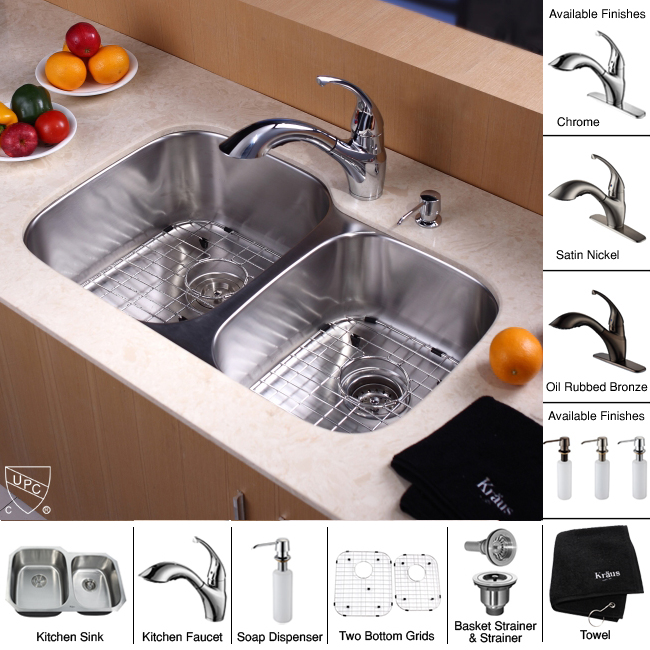 Available Finishes
Chrome
Satin Nickel
Oil Rubbed Bronze
Available Finishes
Kraus
UPC
C ®
Kitchen Sink
Kitchen Faucet
Soap Dispenser
Two Bottom Grids
Basket Strainer
& Strainer
Kräus
Towel